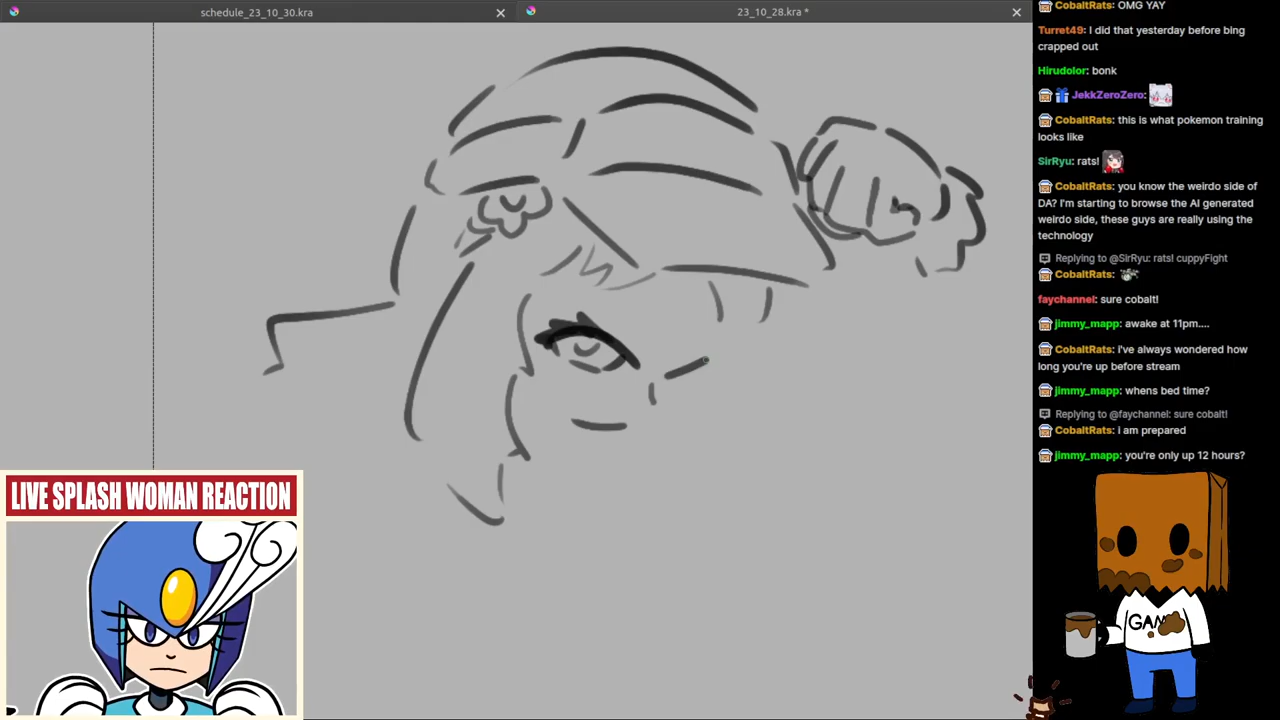 schedule_23_10_30.kra
23_10_28.kra *
CobaltRats: OMG YAY
Turret49: I did that yesterday before bing
crapped out
Hirudolor: bonk
JekkZeroZero:
CobaltRats: this is what pokemon training
looks like
SirRyu: rats!
CobaltRats: you know the weirdo side of
DA? I'm starting to browse the AI generated
weirdo side, these guys are really using the
technology
Replying to @SirRyu: rats! cuppyFight
CobaltRats:
faychannel: sure cobalt!
jimmy_mapp: awake at 11pm....
CobaltRats: i've always wondered how
long you're up before stream
jimmy_mapp: whens bed time?
Replying to @faychannel: sure cobalt!
CobaltRats: i am prepared
jimmy_mapp: you're only up 12 hours?
LIVE SPLASH WOMAN REACTION